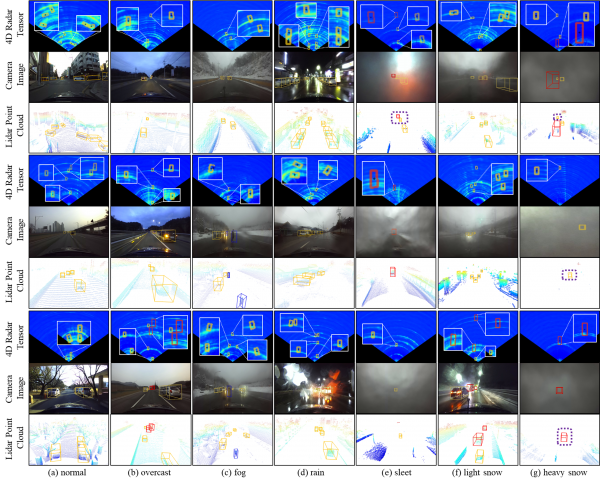 4D Radar
Tensor
Camera
Image
Lidar Point
Cloud
4D Radar
Tensor
Camera
Image
Lidar Point
Cloud
4D Radar
Tensor
Camera
Image
Lidar Point
Cloud
(a) normal
(b) overcast
(c) fog
(d) rain
(e) sleet
(f) light snow
(g) heavy snow